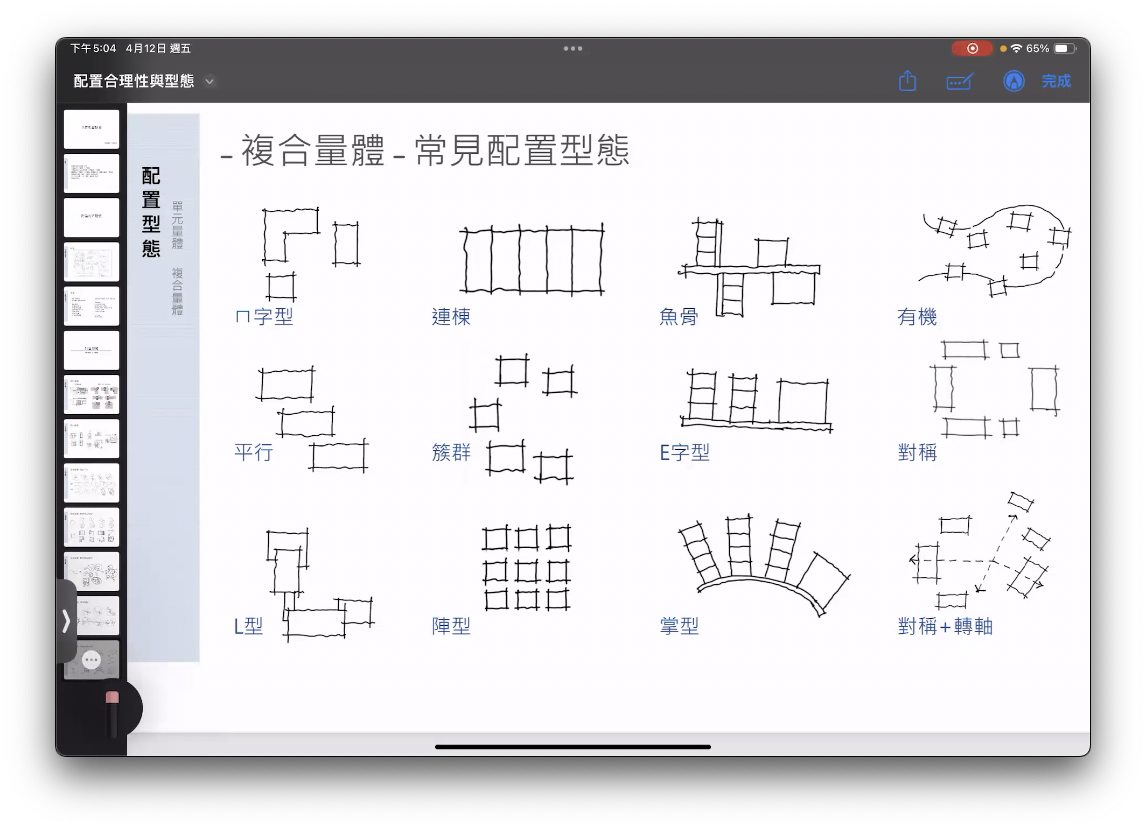 下午5:04 4月12日 週五
65%
配置合理性與型態
完成
配置型態
單元量體 複合量體
–複合量體–常見配置型態
ㄇ字型
連棟
魚骨
有機
平行
簇群
E字型
對稱
L型
陣型
掌型
對稱+轉軸